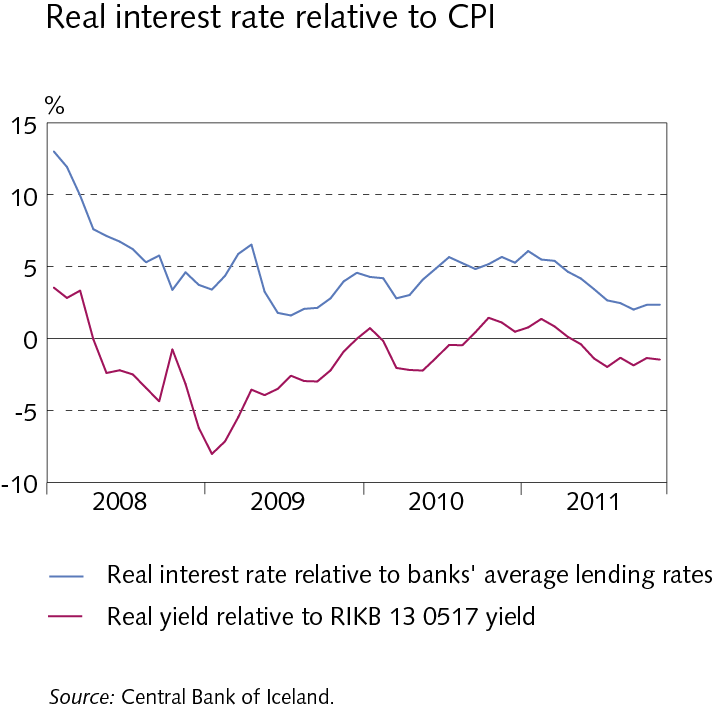 Real interest rate relative to CPI
%
15
10
5
0
-5
-10
2008 2009 2010 2011
Real interest rate relative to banks' average lending rates
Real yield relative to RIKB 13 0517 yield
Source: Central Bank of Iceland.